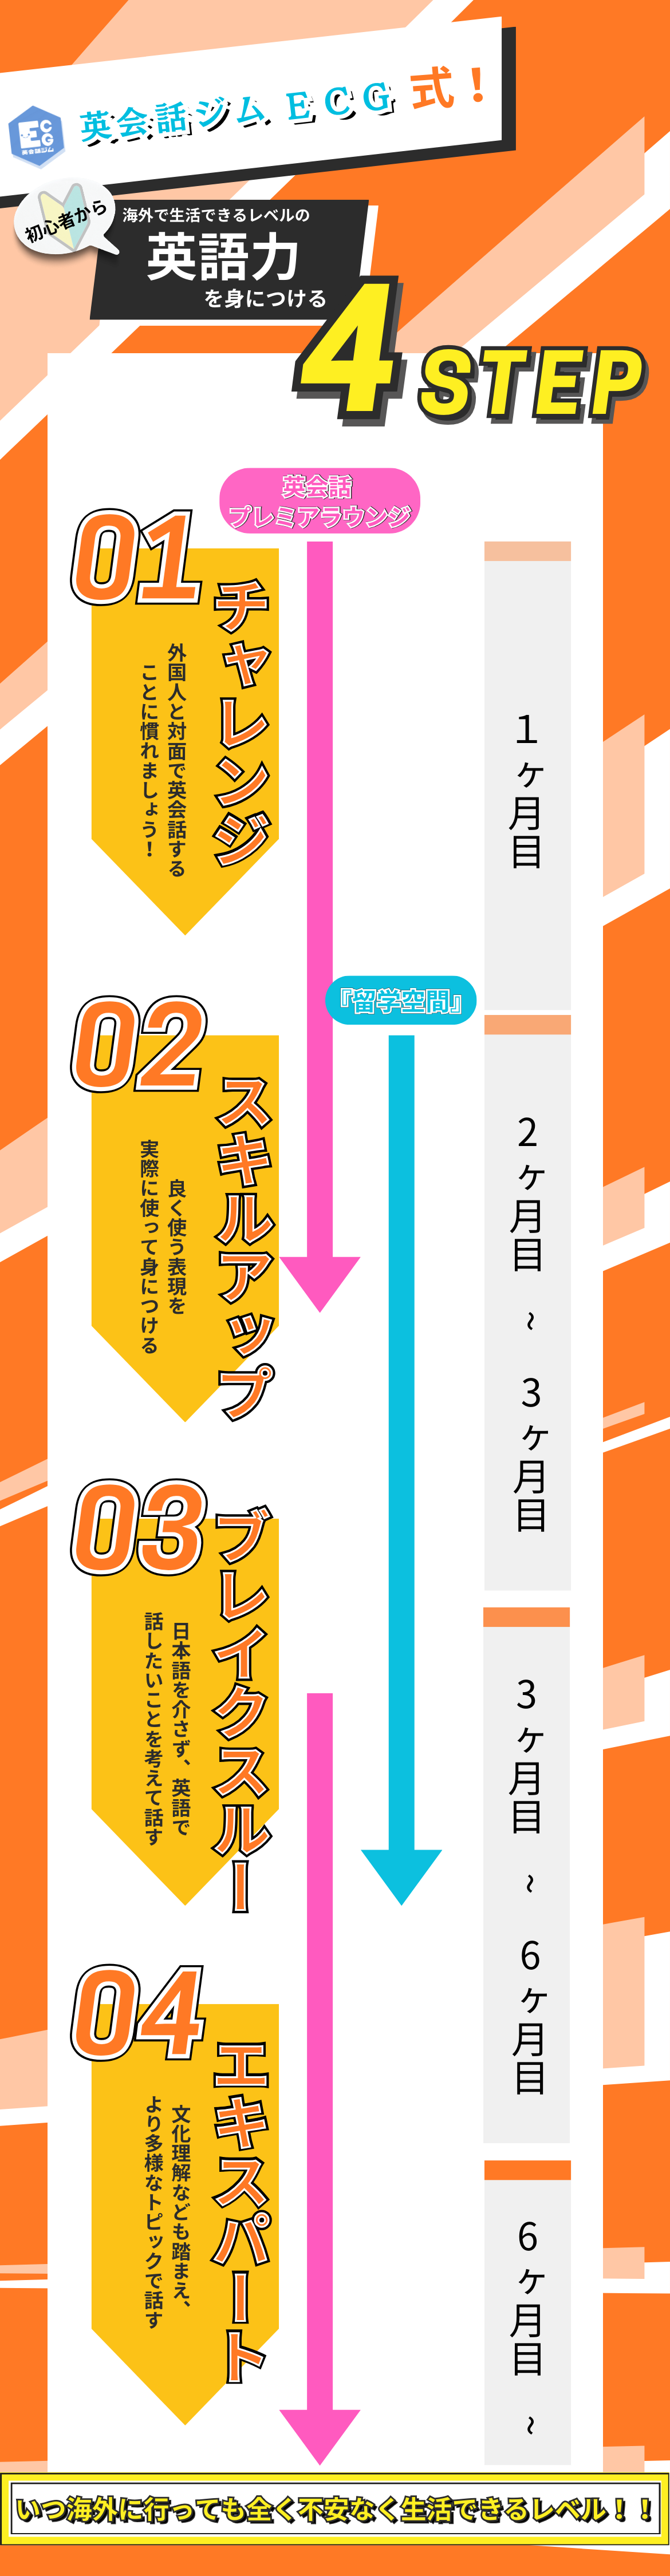 ECG
英会話ジム
英会話ジムECG式！
初心者から
海外で生活できるレベルの
英語力
を身につける
4 STEP
英会話
プレミアラウンジ
01
チャレンジ
外国人と対面で英会話する
ことに慣れましょう！
1ヶ月目
『留学空間』
02
スキルアップ
良く使う表現を
実際に使って身につける
2ヶ月目 ~ 3ヶ月目
03
ブレイクスルー
日本語を介さず、英語で
話したいことを考えて話す
3ヶ月目 ~ 6ヶ月目
04
エキスパート
文化理解なども踏まえ、
より多様なトピックで話す
6ヶ月目 ~
いつ海外に行っても全く不安なく生活できるレベル！！